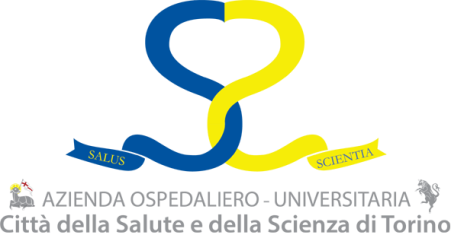 SALUS
SCIENTIA
AZIENDA OSPEDALIERO - UNIVERSITARIA
Città della Salute e della Scienza di Torino